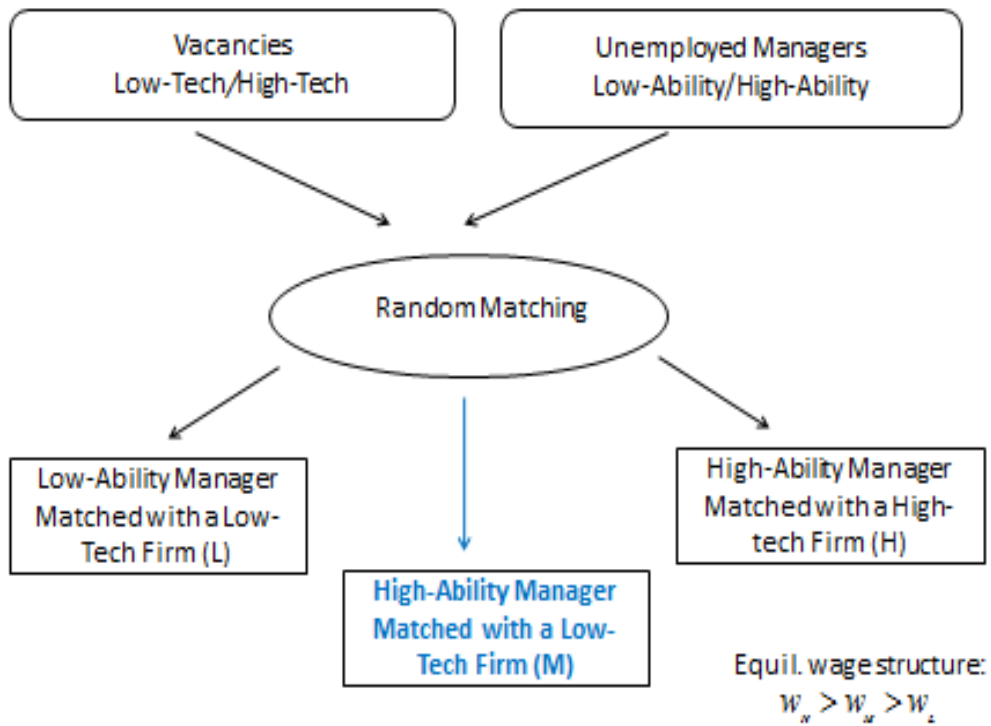 Vacancies
Low-Tech/High-Tech
Unemployed Managers
Low-Ability/High-Ability
Random Matching
Low-Ability Manager
Matched with a Low-
Tech Firm (L)
High-Ability Manager
Matched with a Low-
Tech Firm (M)
High-Ability Manager
Matched with a High-
tech Firm (H)
Equil. wage structure:
w > w > w